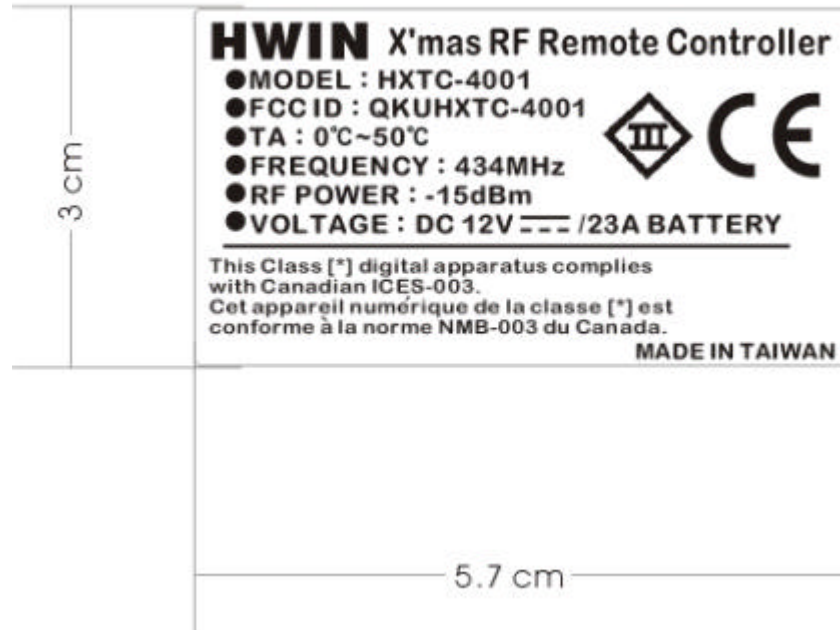 HWIN X'mas RF Remote Controller
●MODEL : HXTC-4001
●FCC ID : QKUHXTC-4001
●TA : 0℃~50℃
●FREQUENCY : 434MHz
●RF POWER : -15dBm
●VOLTAGE : DC 12V ⎓ /23A BATTERY
III CE
This Class [*] digital apparatus complies
with Canadian ICES-003.
Cet appareil numérique de la classe [*] est
conforme à la norme NMB-003 du Canada.
MADE IN TAIWAN
3 cm
5.7 cm